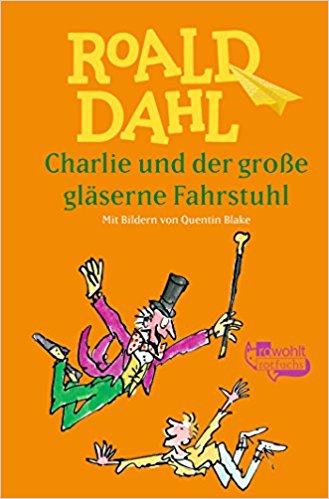 ROALD
DAHL
Charlie und der große
gläserne Fahrstuhl
Mit Bildern von Quentin Blake
rowohlt
rotfuchs